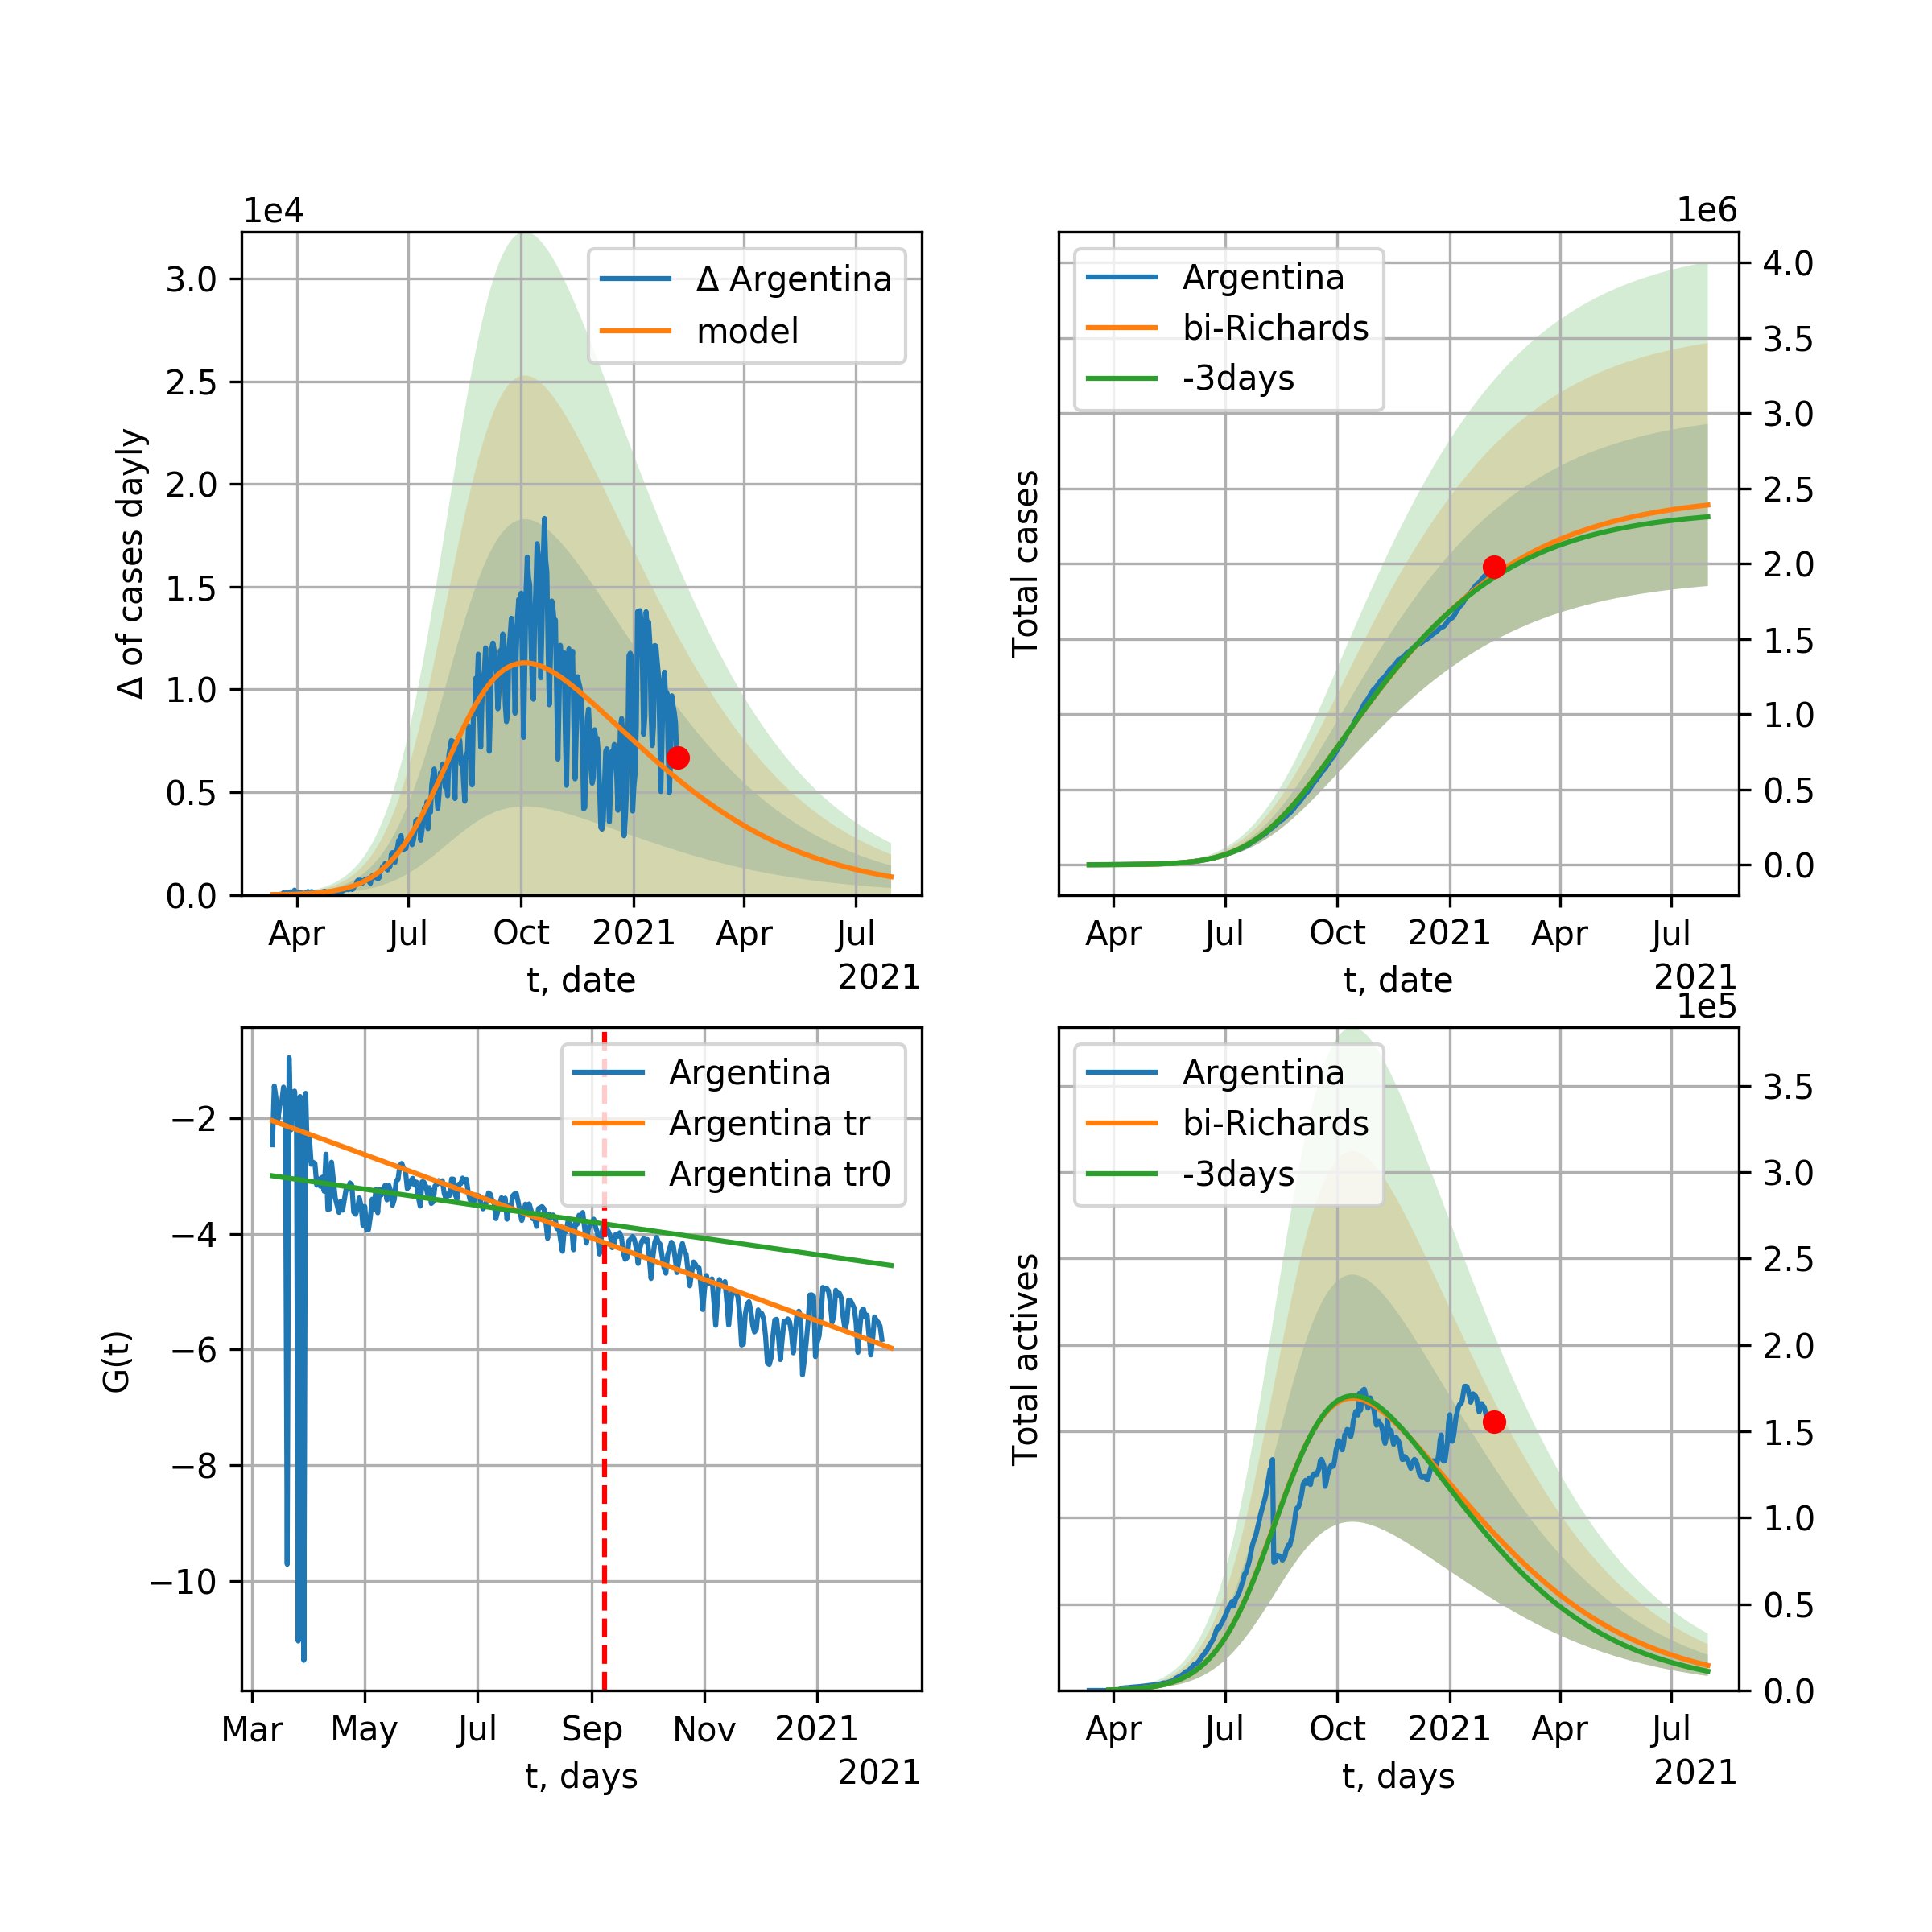 1e4
Δ of cases dayly
3.0
2.5
2.0
1.5
1.0
0.5
0.0
Δ Argentina
model
Apr Jul Oct 2021 Apr Jul
t, date
2021
1e6
Total cases
Argentina
bi-Richards
-3days
4.0
3.5
3.0
2.5
2.0
1.5
1.0
0.5
0.0
Apr Jul Oct 2021 Apr Jul
t, date
2021
G(t)
−2
−4
−6
−8
−10
Argentina
Argentina tr
Argentina tr0
Mar May Jul Sep Nov 2021
t, days
2021
1e5
Total actives
Argentina
bi-Richards
-3days
3.5
3.0
2.5
2.0
1.5
1.0
0.5
0.0
Apr Jul Oct 2021 Apr Jul
t, days
2021